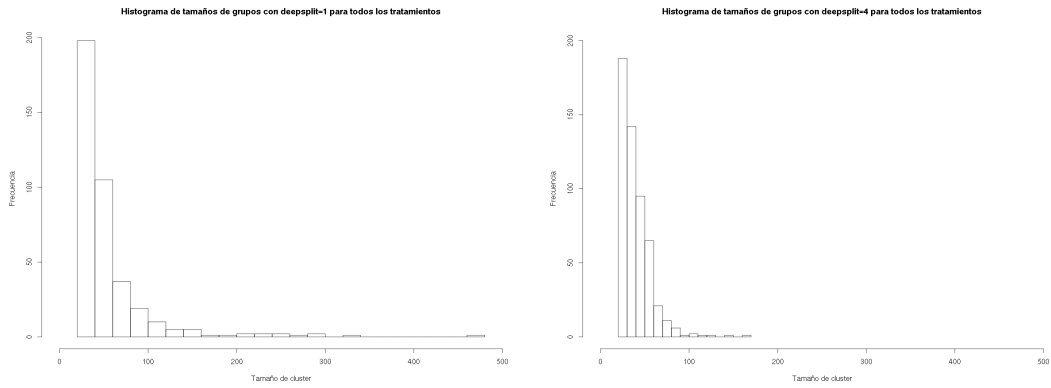 Histograma de tamaños de grupos con deepsplit=1 para todos los tratamientos
Frecuencia
200
150
100
50
0
0 100 200 300 400 500
Tamaño de cluster
Histograma de tamaños de grupos con deepsplit=4 para todos los tratamientos
Frecuencia
200
150
100
50
0
0 100 200 300 400 500
Tamaño de cluster